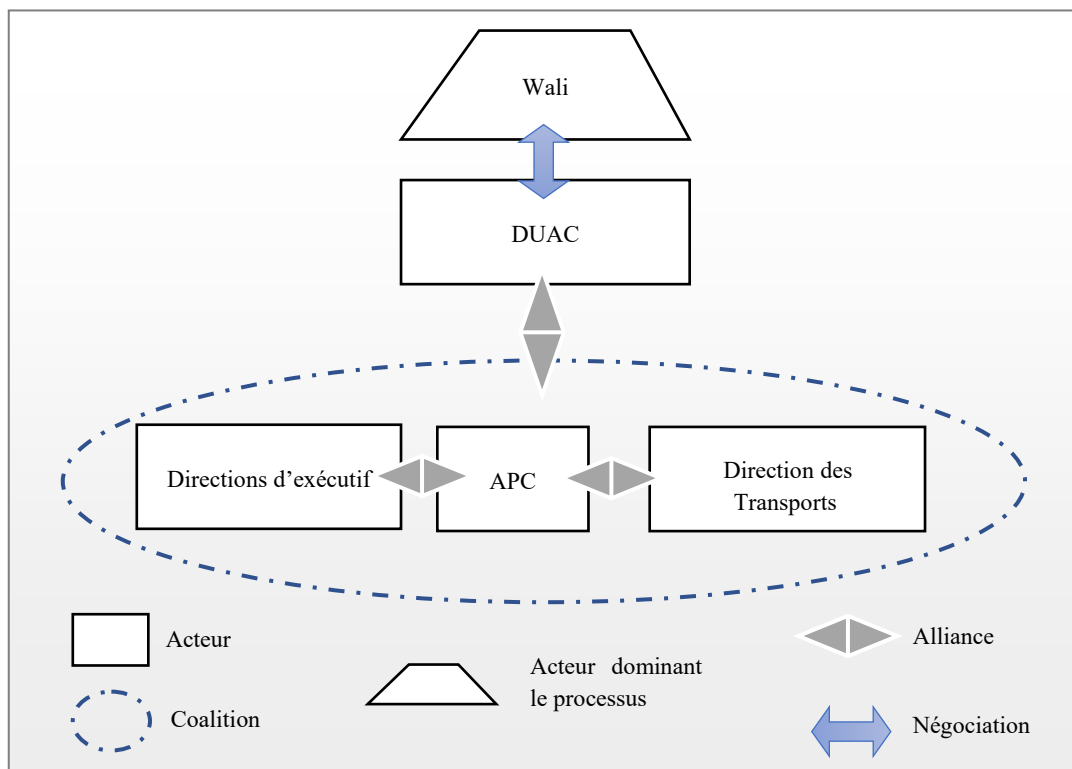 Wali
DUAC
Directions d’exécutif
APC
Direction des
Transports
Acteur
Alliance
Acteur dominant
le processus
Coalition
Négociation